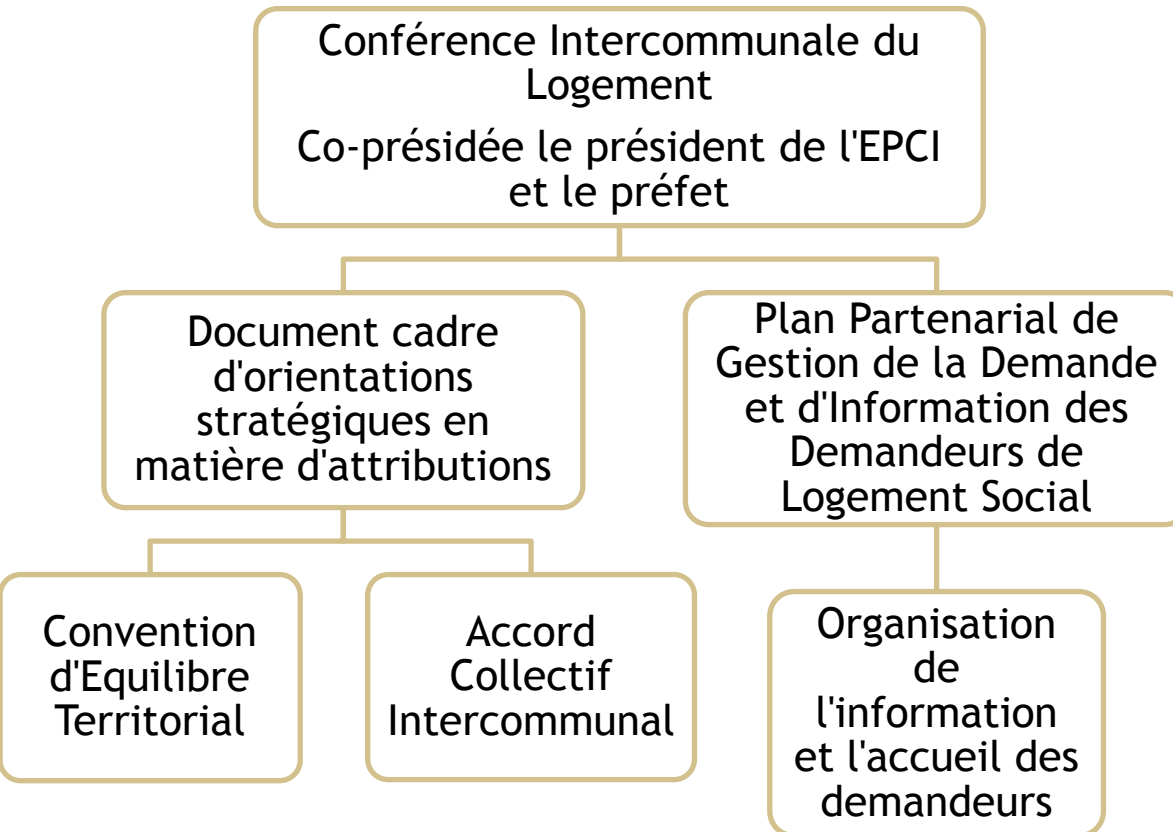 Conférence Intercommunale du
Logement
Co-présidée le président de l'EPCI
et le préfet
Document cadre
d'orientations
stratégiques en
matière d'attributions
Plan Partenarial de
Gestion de la Demande
et d'Information des
Demandeurs de
Logement Social
Convention
d'Equilibre
Territorial
Accord
Collectif
Intercommunal
Organisation
de
l'information
et l'accueil des
demandeurs